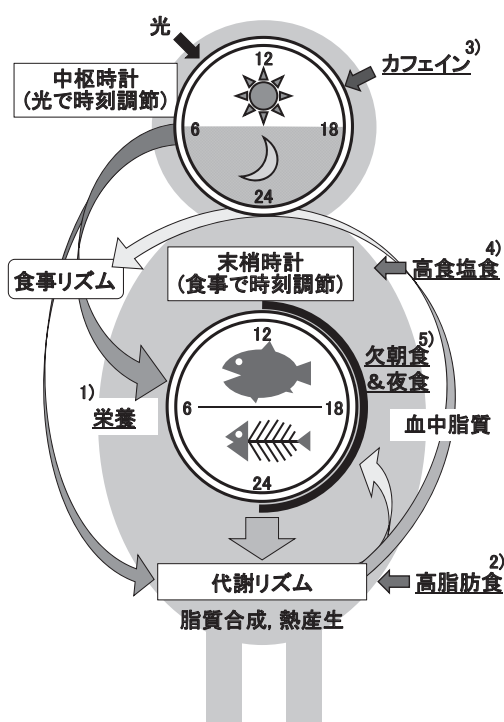 光
3)
カフェイン
中枢時計
(光で時刻調節)
12
6
18
24
食事リズム
末梢時計
(食事で時刻調節)
4)
高食塩食
12
6
18
24
5)
欠朝食
&夜食
1)
栄養
血中脂質
代謝リズム
2)
高脂肪食
脂質合成, 熱産生